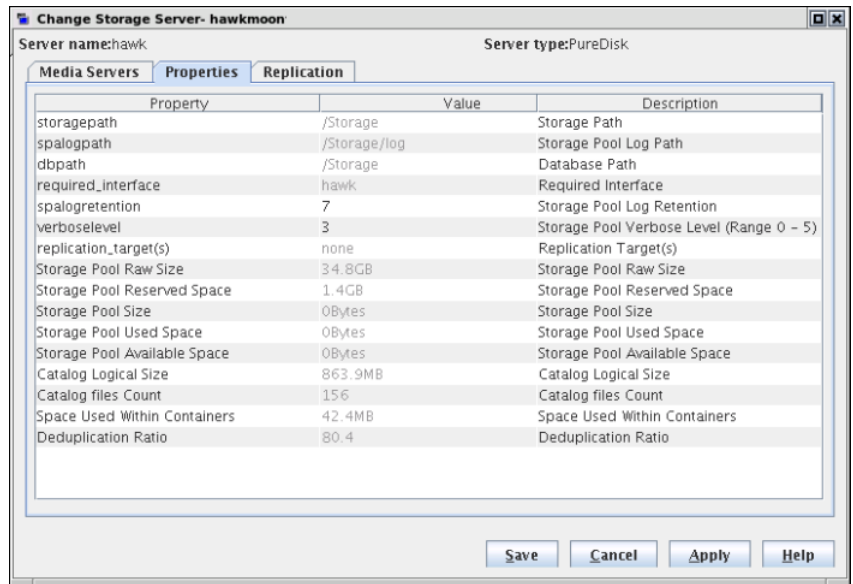 Change Storage Server- hawkmoon
Server name:hawk Server type:PureDisk
Media Servers Properties Replication
Property Value Description
storagepath /Storage Storage Path
spalogpath /Storage/log Storage Pool Log Path
dbpath /Storage Database Path
required_interface hawk Required Interface
spalogretention 7 Storage Pool Log Retention
verboselevel 3 Storage Pool Verbose Level (Range 0 – 5)
replication_target(s) none Replication Target(s)
Storage Pool Raw Size 34.8GB Storage Pool Raw Size
Storage Pool Reserved Space 1.4GB Storage Pool Reserved Space
Storage Pool Size 0Bytes Storage Pool Size
Storage Pool Used Space 0Bytes Storage Pool Used Space
Storage Pool Available Space 0Bytes Storage Pool Available Space
Catalog Logical Size 863.9MB Catalog Logical Size
Catalog files Count 156 Catalog files Count
Space Used Within Containers 42.4MB Space Used Within Containers
Deduplication Ratio 80.4 Deduplication Ratio
Save Cancel Apply Help